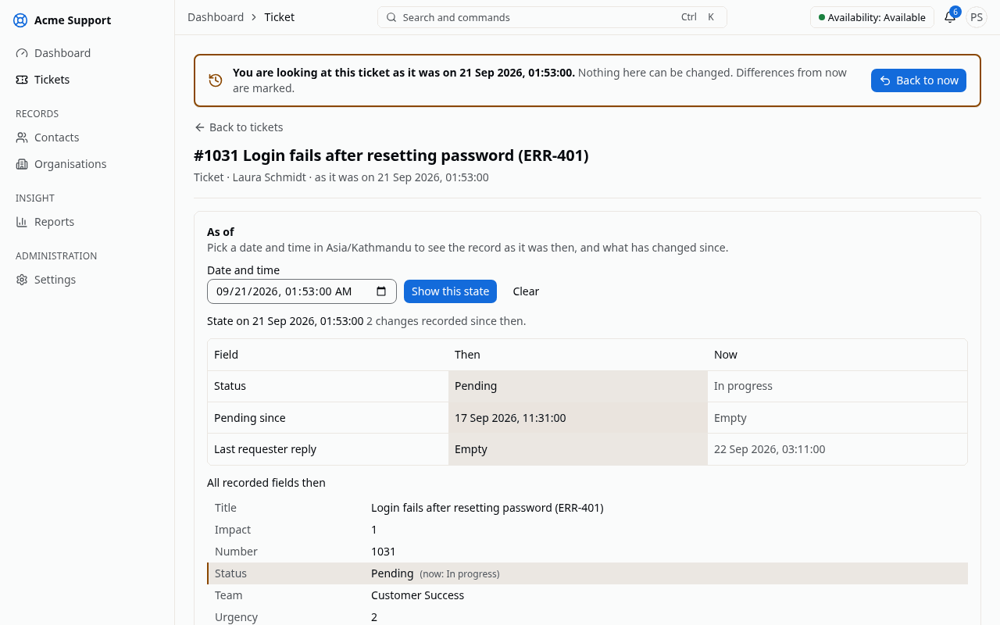 Acme Support
Dashboard
Tickets
RECORDS
Contacts
Organisations
INSIGHT
Reports
ADMINISTRATION
Settings
Dashboard > Ticket
Search and commands Ctrl K
Availability: Available
6
PS
You are looking at this ticket as it was on 21 Sep 2026, 01:53:00. Nothing here can be changed. Differences from now
are marked.
Back to now
Back to tickets
#1031 Login fails after resetting password (ERR-401)
Ticket · Laura Schmidt · as it was on 21 Sep 2026, 01:53:00
As of
Pick a date and time in Asia/Kathmandu to see the record as it was then, and what has changed since.
Date and time
09/21/2026, 01:53:00 AM
Show this state
Clear
State on 21 Sep 2026, 01:53:00 2 changes recorded since then.
Field Then Now
Status Pending In progress
Pending since 17 Sep 2026, 11:31:00 Empty
Last requester reply Empty 22 Sep 2026, 03:11:00
All recorded fields then
Title Login fails after resetting password (ERR-401)
Impact 1
Number 1031
Status Pending (now: In progress)
Team Customer Success
Urgency 2